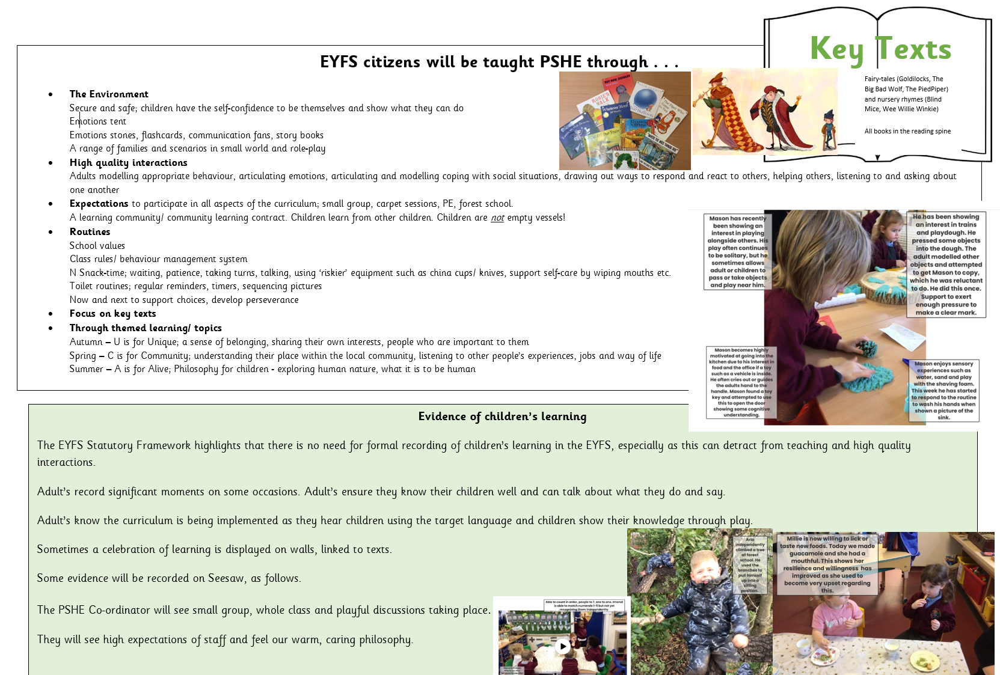 Key Texts
Fairy-tales (Goldilocks, The
Big Bad Wolf, The PiedPiper)
and nursery rhymes (Blind
Mice, Wee Willie Winkie)
All books in the reading spine
EYFS citizens will be taught PSHE through . . .
• The Environment
Secure and safe; children have the self-confidence to be themselves and show what they can do
Emotions tent
Emotions stones, flashcards, communication fans, story books
A range of families and scenarios in small world and role-play
• High quality interactions
Adults modelling appropriate behaviour, articulating emotions, articulating and modelling coping with social situations, drawing out ways to respond and react to others, helping others, listening to and asking about
one another
• Expectations to participate in all aspects of the curriculum; small group, carpet sessions, PE, forest school.
A learning community/ community learning contract. Children learn from other children. Children are not empty vessels!
• Routines
School values
Class rules/ behaviour management system
N Snack-time; waiting, patience, taking turns, talking, using ‘riskier’ equipment such as china cups/ knives, support self-care by wiping mouths etc.
Toilet routines; regular reminders, timers, sequencing pictures
Now and next to support choices, develop perseverance
• Focus on key texts
• Through themed learning/ topics
Autumn – U is for Unique; a sense of belonging, sharing their own interests, people who are important to them
Spring – C is for Community; understanding their place within the local community, listening to other people’s experiences, jobs and way of life
Summer – A is for Alive; Philosophy for children - exploring human nature, what it is to be human
NOT NOW, BERNARD
ROSIE'S
WALK
Whatever Next!
WHERE THE WILD THINGS ARE
Mason has recently
been showing an
interest in playing
alongside others. His
play often continues
to be solitary, but he
sometimes allows
adult or children to
pass or take objects
and play near him.
He has been showing
an interest in trains
and playdough. He
pressed some objects
into the dough. The
adult modelled other
objects and attempted
to get Mason to copy,
which he was reluctant
to do. He did this once.
Support to exert
enough pressure to
make a clear mark.
Mason becomes highly
motivated at going into the
kitchen due to his interest in
food and the office if a toy
such as a vehicle is inside.
He often cries out or guides
the adults hand to the
handle. Mason found a toy
key and attempted to use
this to open the door
showing some cognitive
understanding.
Mason enjoys sensory
experiences such as
water, sand and play
with the shaving foam.
This week he has started
to respond to the routine
to wash his hands when
shown a picture of the
sink.
Evidence of children’s learning
The EYFS Statutory Framework highlights that there is no need for formal recording of children’s learning in the EYFS, especially as this can detract from teaching and high quality
interactions.
Adult’s record significant moments on some occasions. Adult’s ensure they know their children well and can talk about what they do and say.
Adult’s know the curriculum is being implemented as they hear children using the target language and children show their knowledge through play.
Sometimes a celebration of learning is displayed on walls, linked to texts.
Some evidence will be recorded on Seesaw, as follows.
The PSHE Co-ordinator will see small group, whole class and playful discussions taking place.
They will see high expectations of staff and feel our warm, caring philosophy.
Able to count in order, people to 7, one to one. Imanal
is able to match numerals 1-5 but not yet
recognising them independently.
Arlo
independently
climbed a tree
at forest
school. He
used the
branches to
pull himself
up into a
sitting
position.
Millie is now willing to lick or
taste new foods. Today we made
guacamole and she had a
mouthful. This shows her
resilience and willingness has
improved as she used to
become very upset regarding
this.